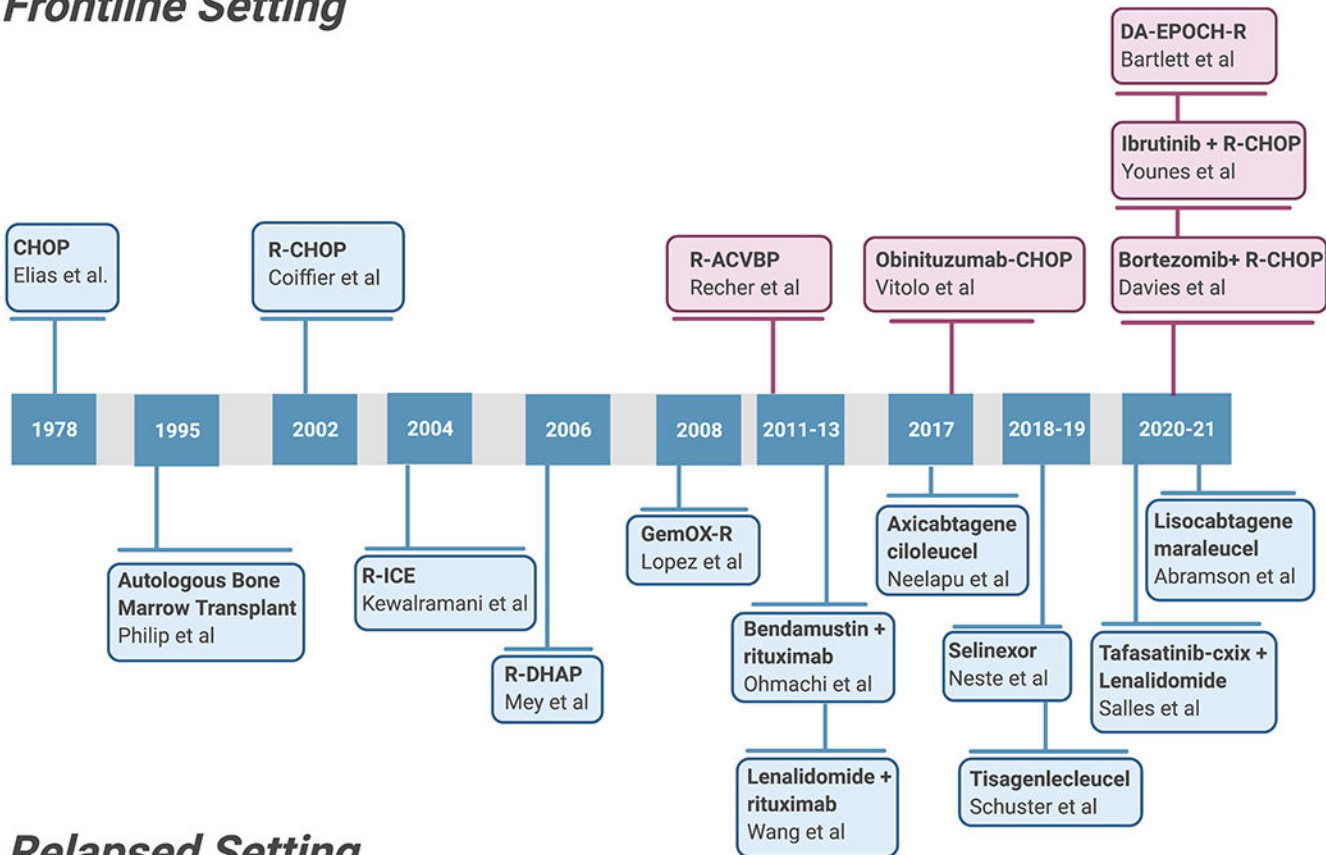 Frontline Setting
DA-EPOCH-R
Bartlett et al
Ibrutinib + R-CHOP
Younes et al
CHOP
Elias et al.
R-CHOP
Coiffier et al
R-ACVBP
Recher et al
Obinituzumab-CHOP
Vitolo et al
Bortezomib+ R-CHOP
Davies et al
1978
1995
2002
2004
2006
2008
2011-13
2017
2018-19
2020-21
Autologous Bone
Marrow Transplant
Philip et al
R-ICE
Kewalramani et al
R-DHAP
Mey et al
GemOX-R
Lopez et al
Bendamustin +
rituximab
Ohmachi et al
Lenalidomide +
rituximab
Wang et al
Axicabtagene
ciloleucel
Neelapu et al
Selinexor
Neste et al
Tisagenlecleucel
Schuster et al
Lisocabtagene
maraleucel
Abramson et al
Tafasatinib-cxix +
Lenalidomide
Salles et al
Relapsed Setting